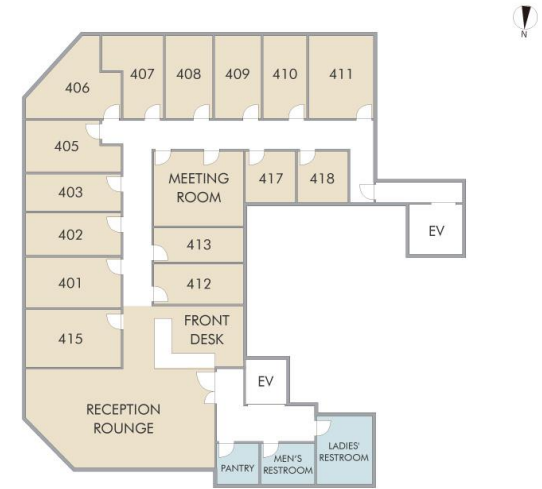 N
407
408
409
410
411
406
405
MEETING
ROOM
417
418
403
402
413
EV
401
412
FRONT
DESK
415
EV
RECEPTION
ROUNGE
PANTRY
MEN'S
RESTROOM
LADIES'
RESTROOM